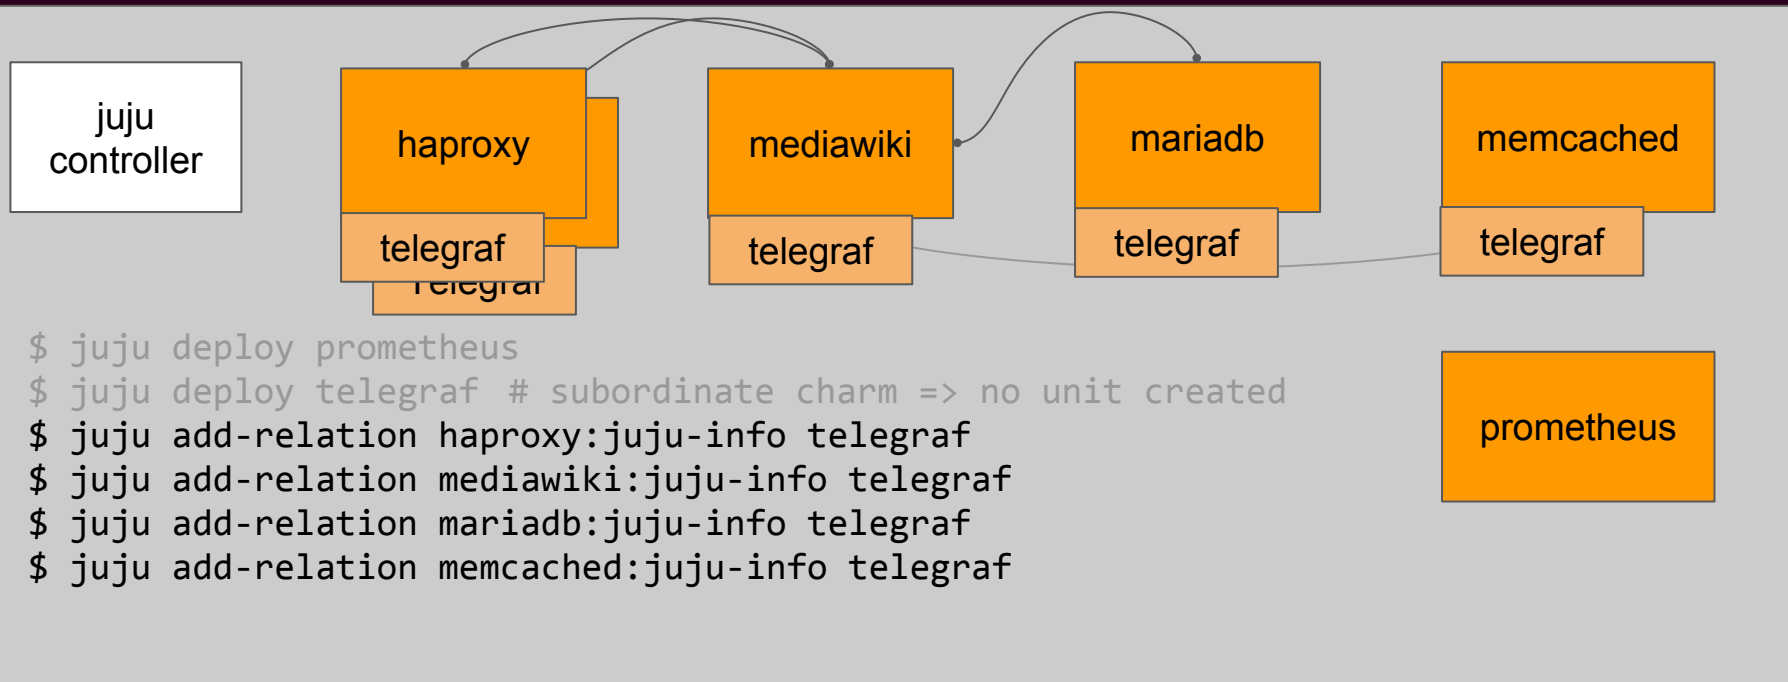 juju
controller
haproxy
mediawiki
mariadb
memcached
telegraf
telegraf
telegraf
telegraf
Telegraf
$ juju deploy prometheus
$ juju deploy telegraf # subordinate charm => no unit created
$ juju add-relation haproxy:juju-info telegraf
$ juju add-relation mediawiki:juju-info telegraf
$ juju add-relation mariadb:juju-info telegraf
$ juju add-relation memcached:juju-info telegraf
prometheus